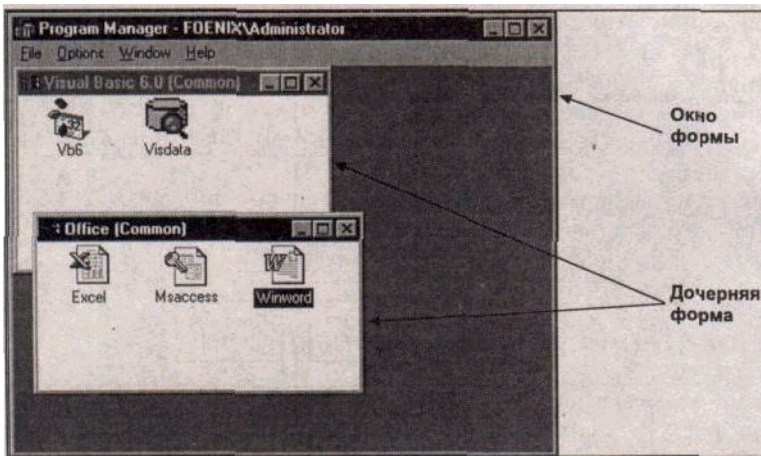 Program Manager - FOENIX\Administrator
File Options Window Help
Visual Basic 6.0 (Common)
Vb6 Visdata
Office (Common)
Excel Msaccess Winword
Окно
формы
Дочерняя
форма